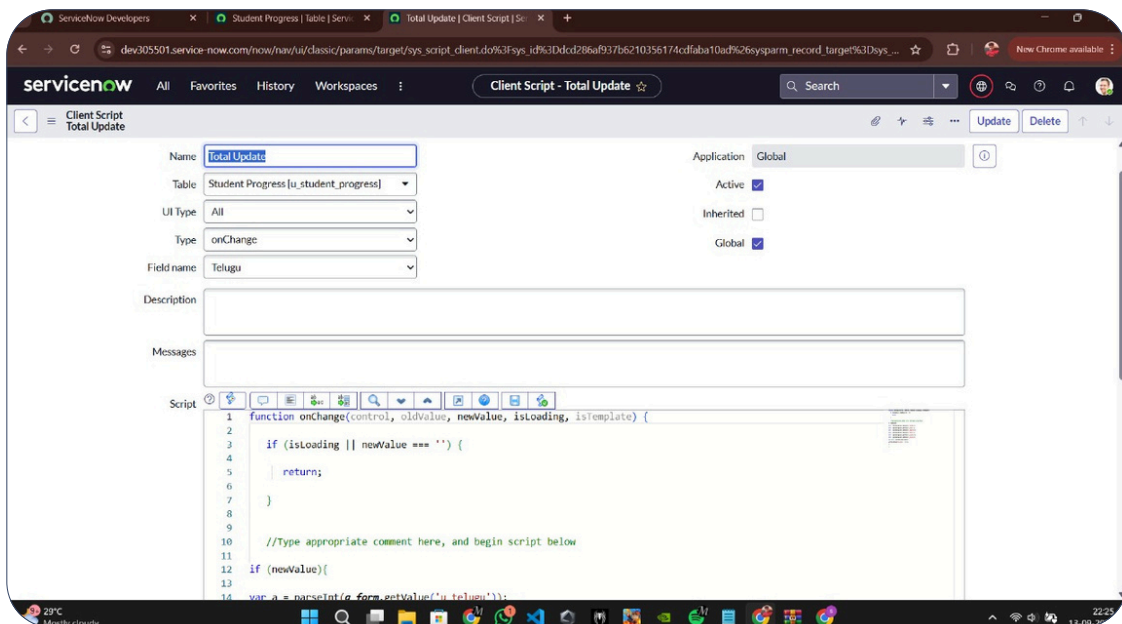 ServiceNow Developers
Student Progress | Table | Servic
Total Update | Client Script | Ser
dev305501.service-now.com/now/nav/ui/classic/params/target/sys_script_client.do%3Fsys_id%3Ddcd286af937b6210356174cdfaba10ad%26sysparm_record_target%3Dsys_...
New Chrome available
servicenow All Favorites History Workspaces Client Script - Total Update Search
Client Script
Total Update
Update Delete
Name Total Update Application Global
Table Student Progress [u_student_progress] Active
UI Type All Inherited
Type onChange Global
Field name Telugu
Description
Messages
Script
1 function onChange(control, oldValue, newValue, isLoading, isTemplate) {
2
3 if (isLoading || newValue === '') {
4
5 return;
6
7 }
8
9
10 //Type appropriate comment here, and begin script below
11
12 if (newValue){
13
14 var a = parseInt(g_form.getValue('u_telugu'));
29°C
Mostly cloudy
22:25